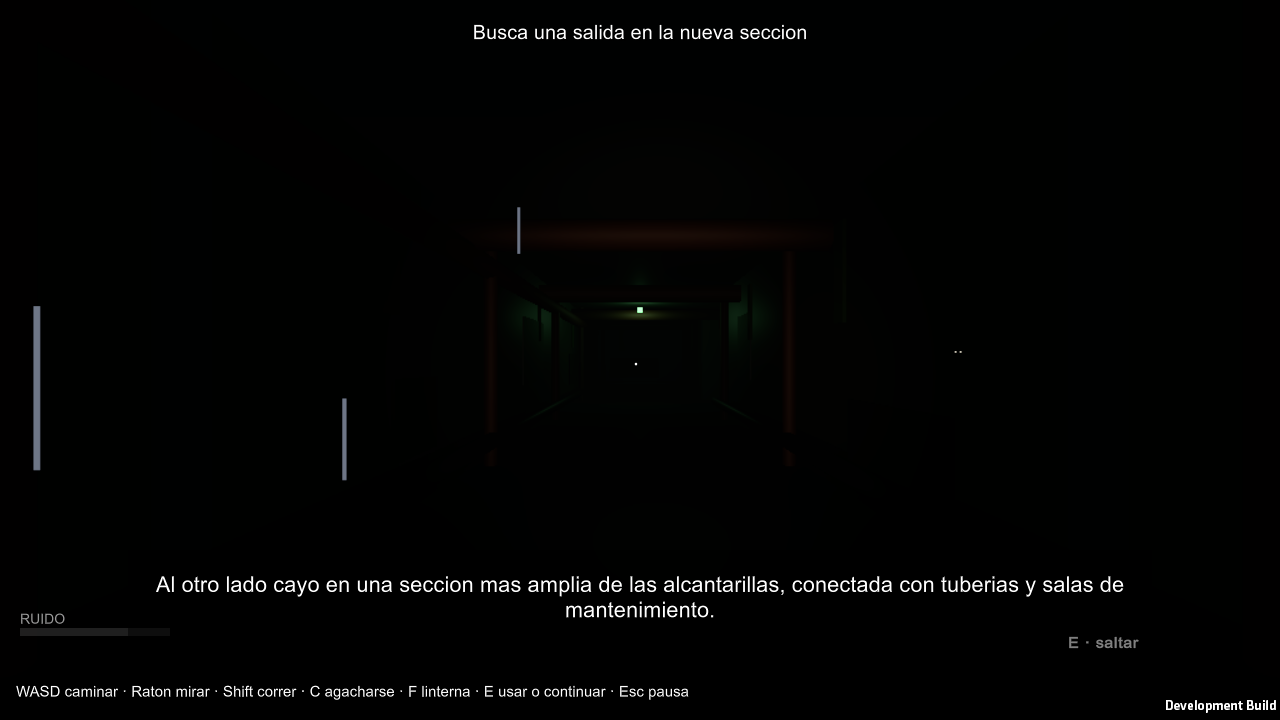 Busca una salida en la nueva seccion
Al otro lado cayo en una seccion mas amplia de las alcantarillas, conectada con tuberias y salas de
mantenimiento.
RUIDO
E · saltar
WASD caminar · Raton mirar · Shift correr · C agacharse · F linterna · E usar o continuar · Esc pausa
Development Build